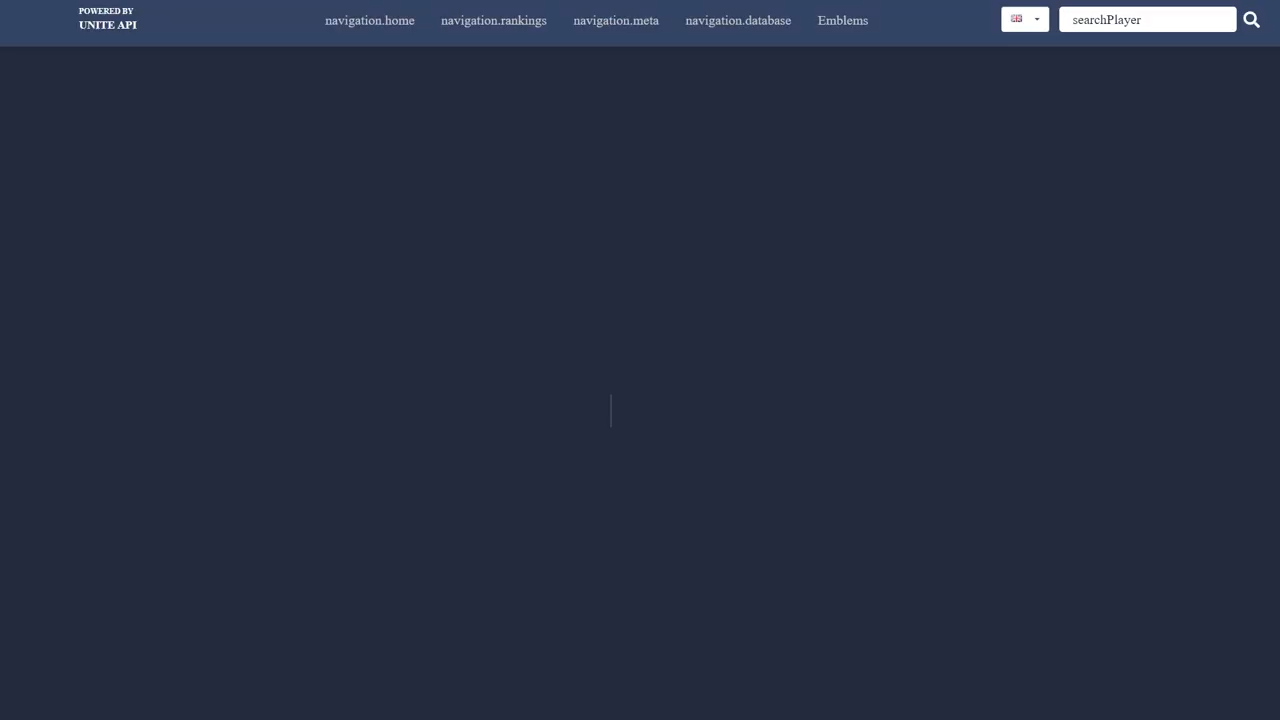 POWERED BY
UNITE API
navigation.home navigation.rankings navigation.meta navigation.database Emblems
searchPlayer